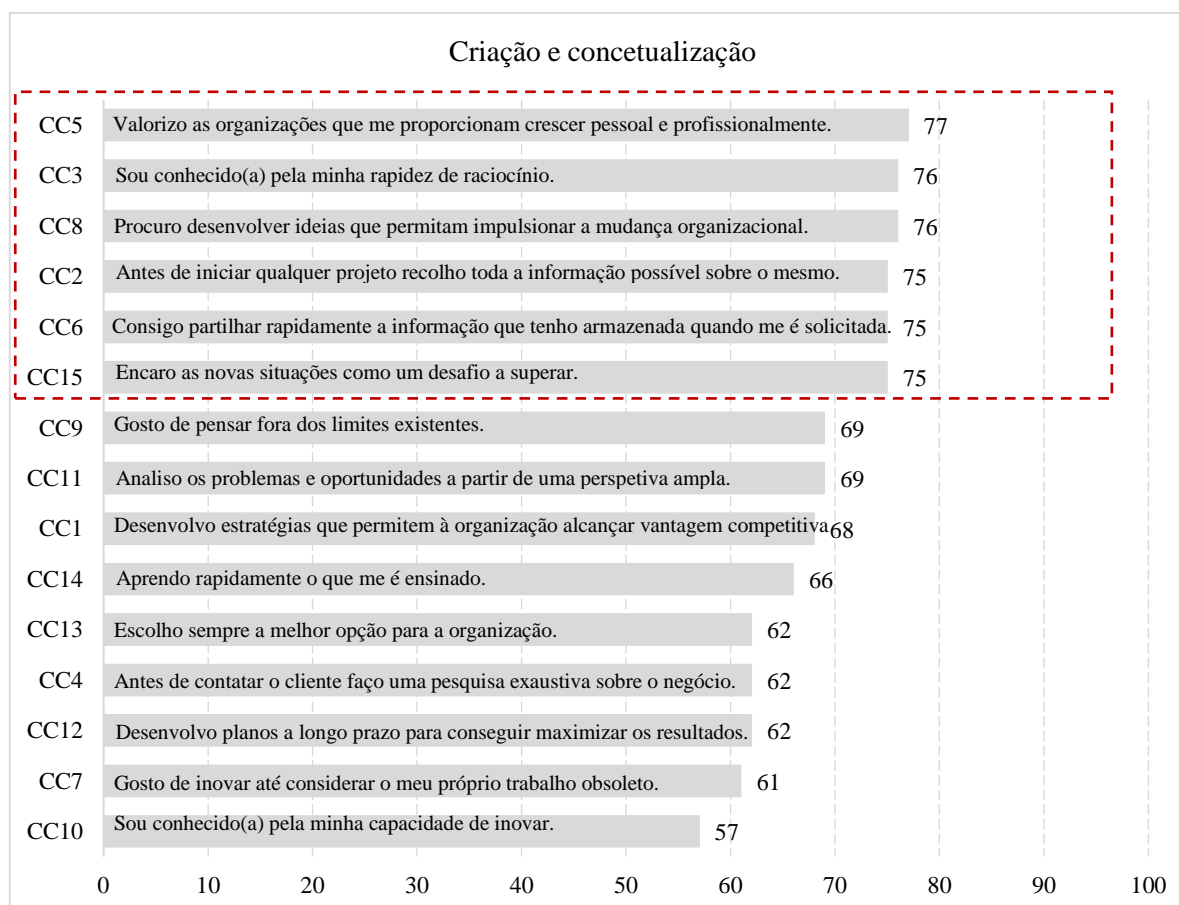 Criação e concetualização
CC5 Valorizo as organizações que me proporcionam crescer pessoal e profissionalmente. 77
CC3 Sou conhecido(a) pela minha rapidez de raciocínio. 76
CC8 Procuro desenvolver ideias que permitam impulsionar a mudança organizacional. 76
CC2 Antes de iniciar qualquer projeto recolho toda a informação possível sobre o mesmo. 75
CC6 Consigo partilhar rapidamente a informação que tenho armazenada quando me é solicitada. 75
CC15 Encaro as novas situações como um desafio a superar. 75
CC9 Gosto de pensar fora dos limites existentes. 69
CC11 Analiso os problemas e oportunidades a partir de uma perspetiva ampla. 69
CC1 Desenvolvo estratégias que permitem à organização alcançar vantagem competitiva 68
CC14 Aprendo rapidamente o que me é ensinado. 66
CC13 Escolho sempre a melhor opção para a organização. 62
CC4 Antes de contatar o cliente faço uma pesquisa exaustiva sobre o negócio. 62
CC12 Desenvolvo planos a longo prazo para conseguir maximizar os resultados. 62
CC7 Gosto de inovar até considerar o meu próprio trabalho obsoleto. 61
CC10 Sou conhecido(a) pela minha capacidade de inovar. 57
0 10 20 30 40 50 60 70 80 90 100